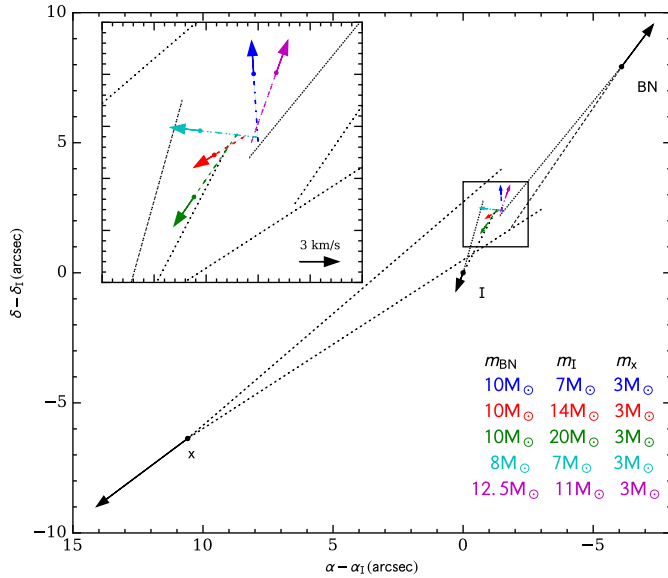 10
5
0
−5
−10
15
10
5
0
−5
δ − δI (arcsec)
α − αI (arcsec)
3 km/s
BN
I
x
mBN mI mx
10M⊙ 7M⊙ 3M⊙
10M⊙ 14M⊙ 3M⊙
10M⊙ 20M⊙ 3M⊙
8M⊙ 7M⊙ 3M⊙
12.5M⊙ 11M⊙ 3M⊙